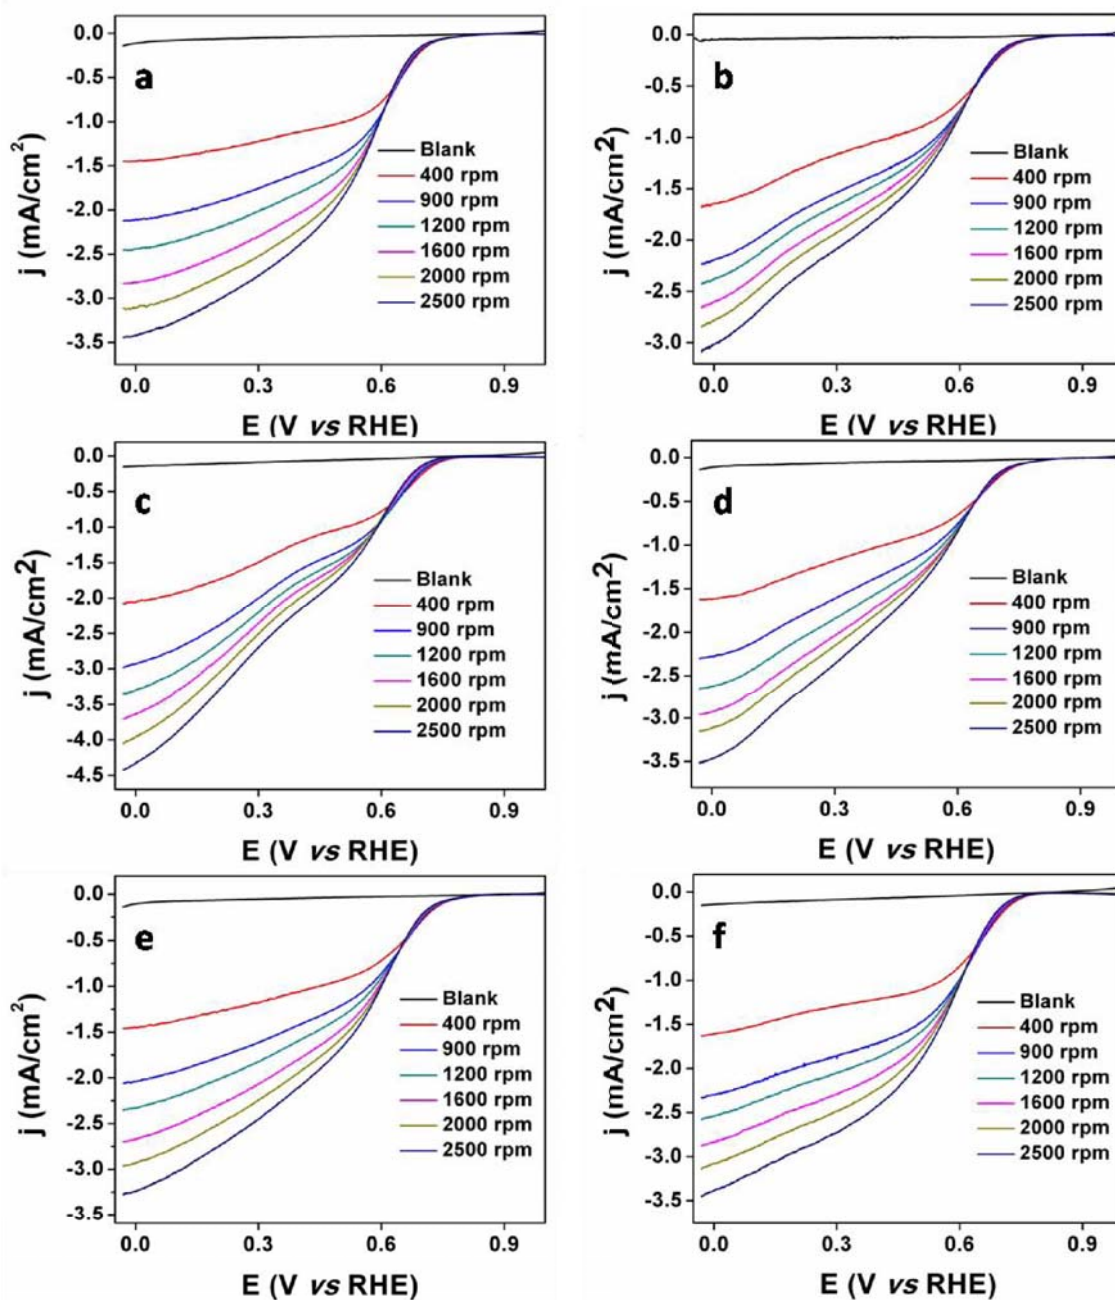 a
0.0
-0.5
-1.0
-1.5
-2.0
-2.5
-3.0
-3.5
j (mA/cm²)
Blank
400 rpm
900 rpm
1200 rpm
1600 rpm
2000 rpm
2500 rpm
0.0 0.3 0.6 0.9
E (V vs RHE)
b
0.0
-0.5
-1.0
-1.5
-2.0
-2.5
-3.0
j (mA/cm²)
Blank
400 rpm
900 rpm
1200 rpm
1600 rpm
2000 rpm
2500 rpm
0.0 0.3 0.6 0.9
E (V vs RHE)
c
0.0
-0.5
-1.0
-1.5
-2.0
-2.5
-3.0
-3.5
-4.0
-4.5
j (mA/cm²)
Blank
400 rpm
900 rpm
1200 rpm
1600 rpm
2000 rpm
2500 rpm
0.0 0.3 0.6 0.9
E (V vs RHE)
d
0.0
-0.5
-1.0
-1.5
-2.0
-2.5
-3.0
-3.5
j (mA/cm²)
Blank
400 rpm
900 rpm
1200 rpm
1600 rpm
2000 rpm
2500 rpm
0.0 0.3 0.6 0.9
E (V vs RHE)
e
0.0
-0.5
-1.0
-1.5
-2.0
-2.5
-3.0
-3.5
j (mA/cm²)
Blank
400 rpm
900 rpm
1200 rpm
1600 rpm
2000 rpm
2500 rpm
0.0 0.3 0.6 0.9
E (V vs RHE)
f
0.0
-0.5
-1.0
-1.5
-2.0
-2.5
-3.0
-3.5
j (mA/cm²)
Blank
400 rpm
900 rpm
1200 rpm
1600 rpm
2000 rpm
2500 rpm
0.0 0.3 0.6 0.9
E (V vs RHE)